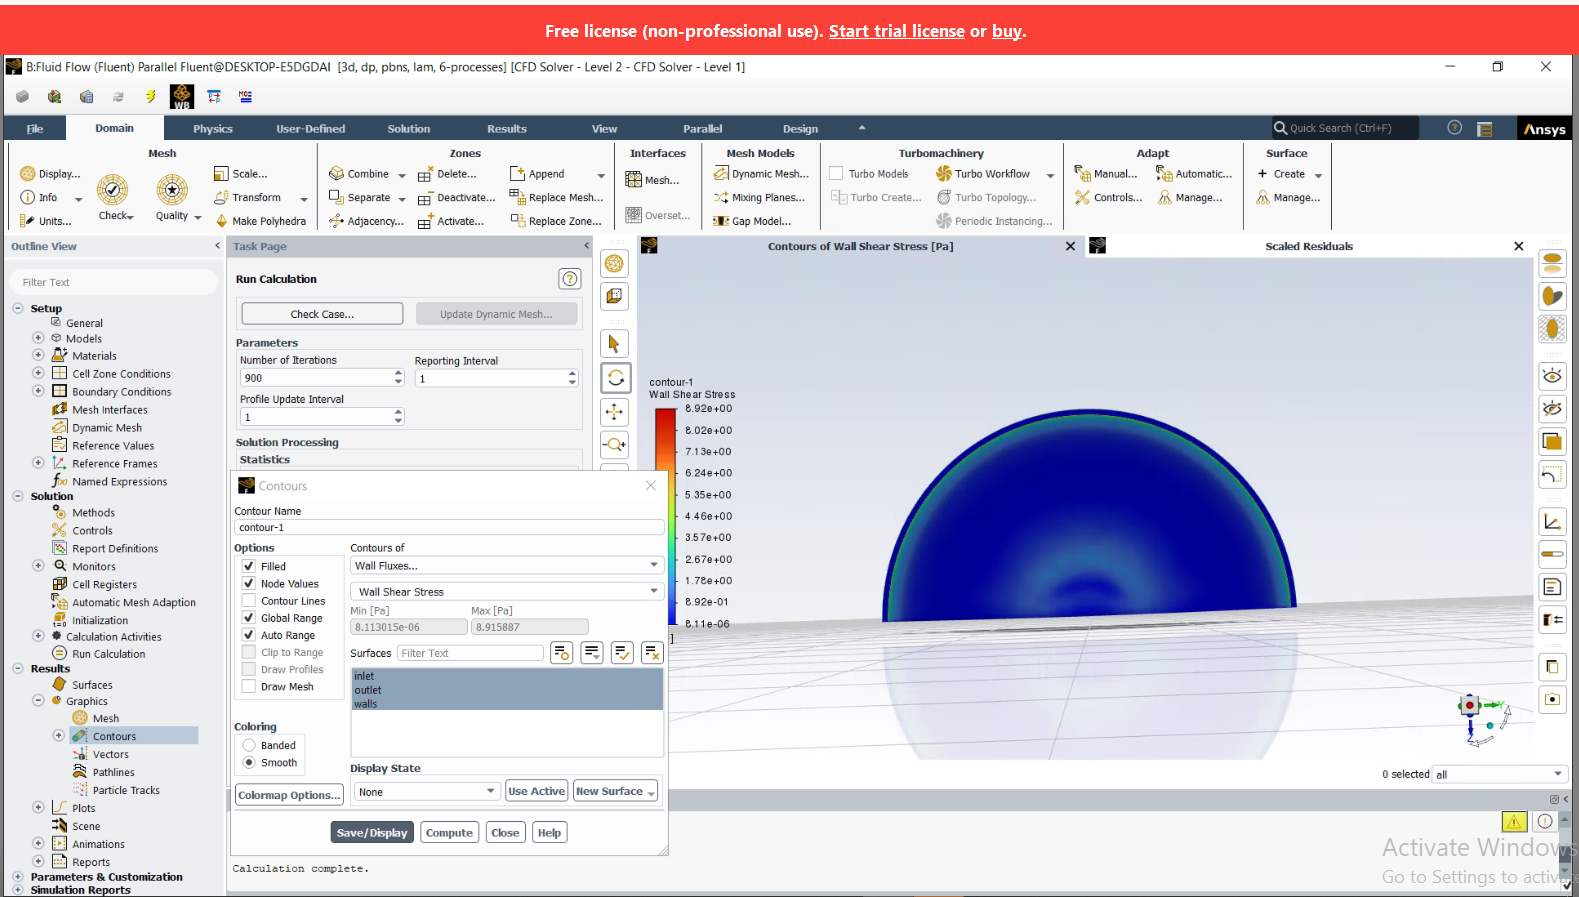 Free license (non-professional use). Start trial license or buy.
B:Fluid Flow (Fluent) Parallel Fluent@DESKTOP-E5DGDAI [3d, dp, pbns, lam, 6-processes] [CFD Solver - Level 2 - CFD Solver - Level 1]
WB
File Domain Physics User-Defined Solution Results View Parallel Design Quick Search (Ctrl+F) Ansys
Mesh Zones Interfaces Mesh Models Turbomachinery Adapt Surface
Display... Scale... Combine Delete... Append Mesh... Dynamic Mesh... Turbo Models Turbo Workflow Manual... Automatic... Create
Info Check Quality Transform Separate Deactivate... Replace Mesh... Mixing Planes... Turbo Create... Turbo Topology... Controls... Manage... Manage...
Units... Make Polyhedra Adjacency... Activate... Replace Zone... Overset... Gap Model... Periodic Instancing...
Outline View
Filter Text
Setup
General
Models
Materials
Cell Zone Conditions
Boundary Conditions
Mesh Interfaces
Dynamic Mesh
Reference Values
Reference Frames
Named Expressions
Solution
Methods
Controls
Report Definitions
Monitors
Cell Registers
Automatic Mesh Adaption
Initialization
Calculation Activities
Run Calculation
Results
Surfaces
Graphics
Mesh
Contours
Vectors
Pathlines
Particle Tracks
Plots
Scene
Animations
Reports
Parameters & Customization
Simulation Reports
Task Page
Run Calculation
Check Case... Update Dynamic Mesh...
Parameters
Number of Iterations Reporting Interval
900 1
Profile Update Interval
1
Solution Processing
Statistics
Contours
Contour Name
contour-1
Options
Filled
Node Values
Contour Lines
Global Range
Auto Range
Clip to Range
Draw Profiles
Draw Mesh
Coloring
Banded
Smooth
Colormap Options...
Contours of
Wall Fluxes...
Wall Shear Stress
Min [Pa] Max [Pa]
8.113015e-06 8.915887
Surfaces Filter Text
inlet
outlet
walls
Display State
None Use Active New Surface
Save/Display Compute Close Help
Calculation complete.
Contours of Wall Shear Stress [Pa] Scaled Residuals
contour-1
Wall Shear Stress
8.92e+00
8.02e+00
7.13e+00
6.24e+00
5.35e+00
4.46e+00
3.57e+00
2.67e+00
1.78e+00
8.92e-01
8.11e-06
]
Y
Z
0 selected all
Activate Windows
Go to Settings to activ